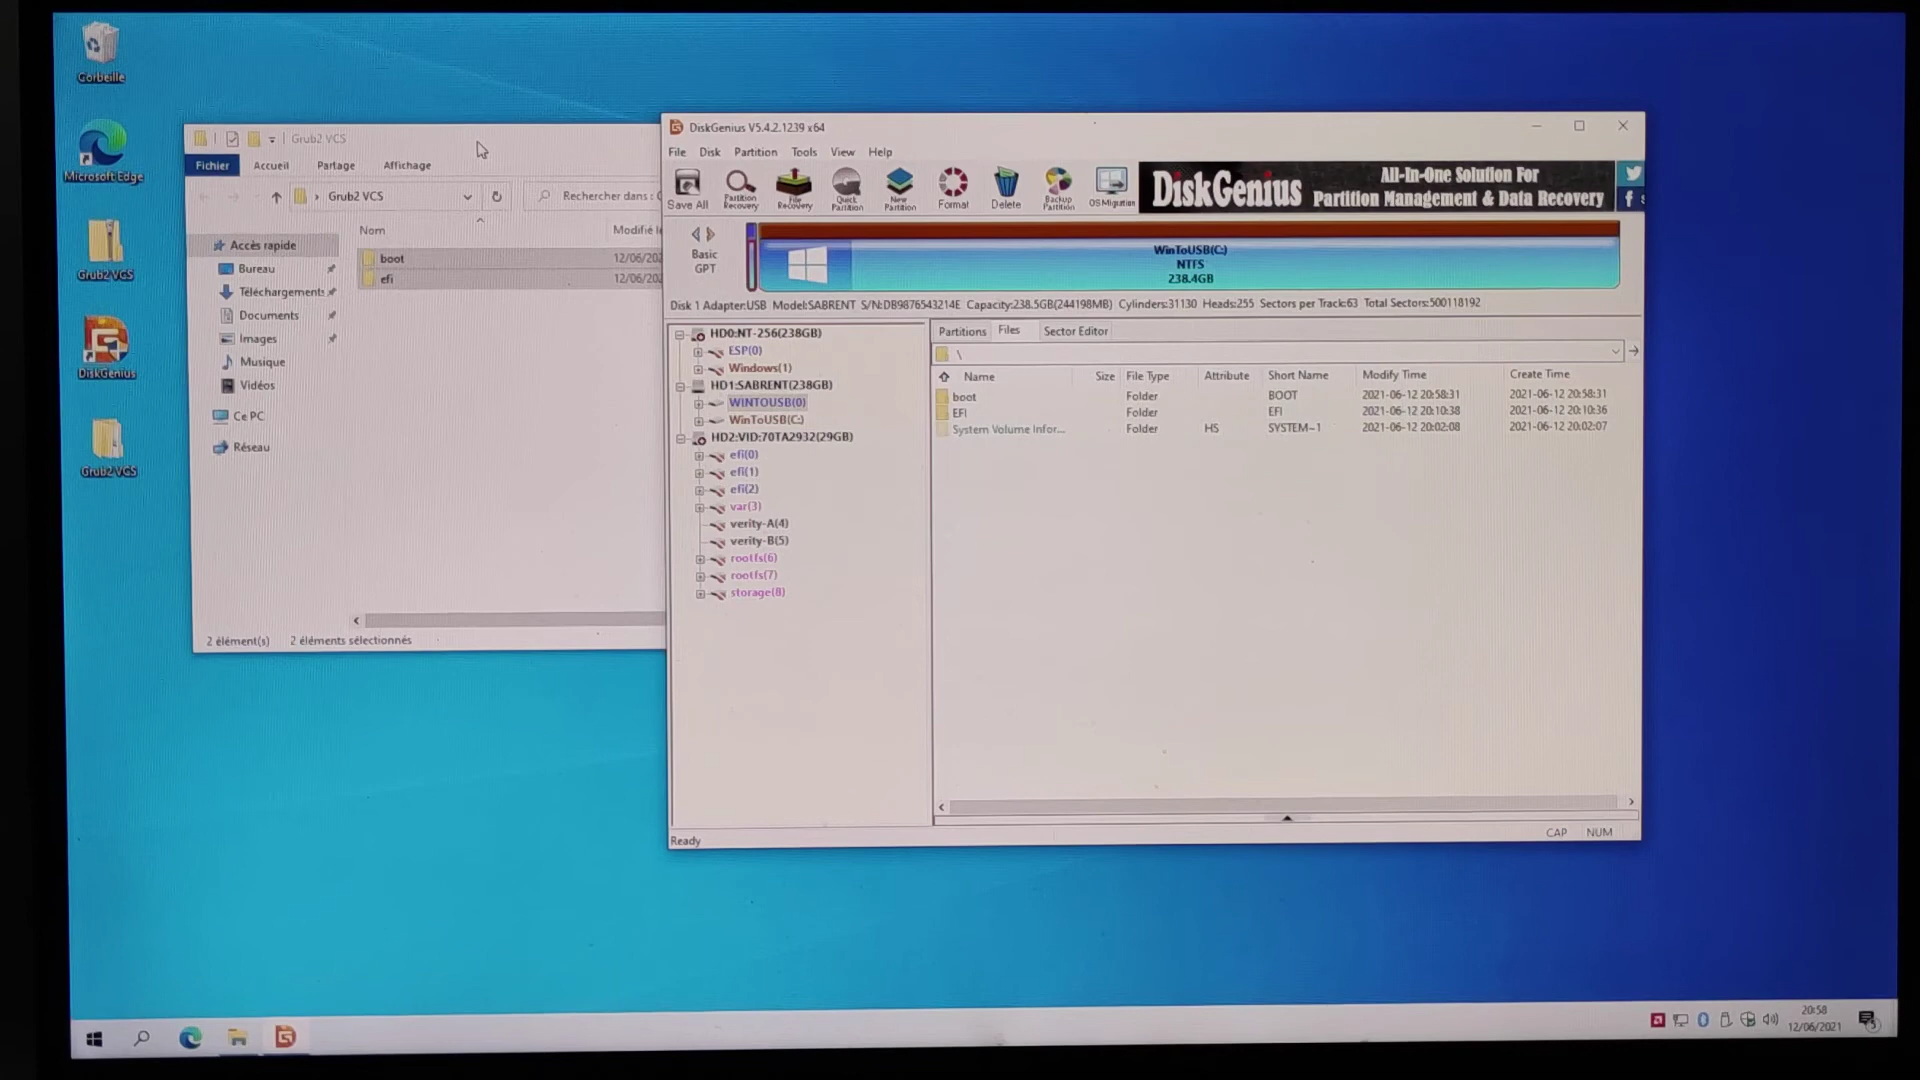 Corbeille
Microsoft Edge
Grub2 VCS
DiskGenius
Grub2 VCS
Grub2 VCS
Fichier
Accueil
Partage
Affichage
Grub2 VCS
Rechercher dans :
Nom
Modifié le
Accès rapide
Bureau
Téléchargements
Documents
Images
Musique
Vidéos
Ce PC
Réseau
boot
12/06/202
efi
12/06/202
2 élément(s)
2 éléments sélectionnés
DiskGenius V5.4.2.1239 x64
File Disk Partition Tools View Help
Save All
Partition Recovery
File Recovery
Quick Partition
New Partition
Format
Delete
Backup Partition
OS Migration
DiskGenius
All-In-One Solution For
Partition Management & Data Recovery
Basic
GPT
WinToUSB(C:)
NTFS
238.4GB
Disk 1 Adapter:USB Model:SABRENT S/N:DB9876543214E Capacity:238.5GB(244198MB) Cylinders:31130 Heads:255 Sectors per Track:63 Total Sectors:500118192
HD0:NT-256(238GB)
ESP(0)
Windows(1)
HD1:SABRENT(238GB)
WINTOUSB(0)
WinToUSB(C:)
HD2:VID:70TA2932(29GB)
efi(0)
efi(1)
efi(2)
var(3)
verity-A(4)
verity-B(5)
rootfs(6)
rootfs(7)
storage(8)
Partitions Files Sector Editor
\
Name Size File Type Attribute Short Name Modify Time Create Time
boot Folder BOOT 2021-06-12 20:58:31 2021-06-12 20:58:31
EFI Folder EFI 2021-06-12 20:10:38 2021-06-12 20:10:36
System Volume Infor... Folder HS SYSTEM~1 2021-06-12 20:02:08 2021-06-12 20:02:07
Ready
CAP NUM
20:58
12/06/2021
5